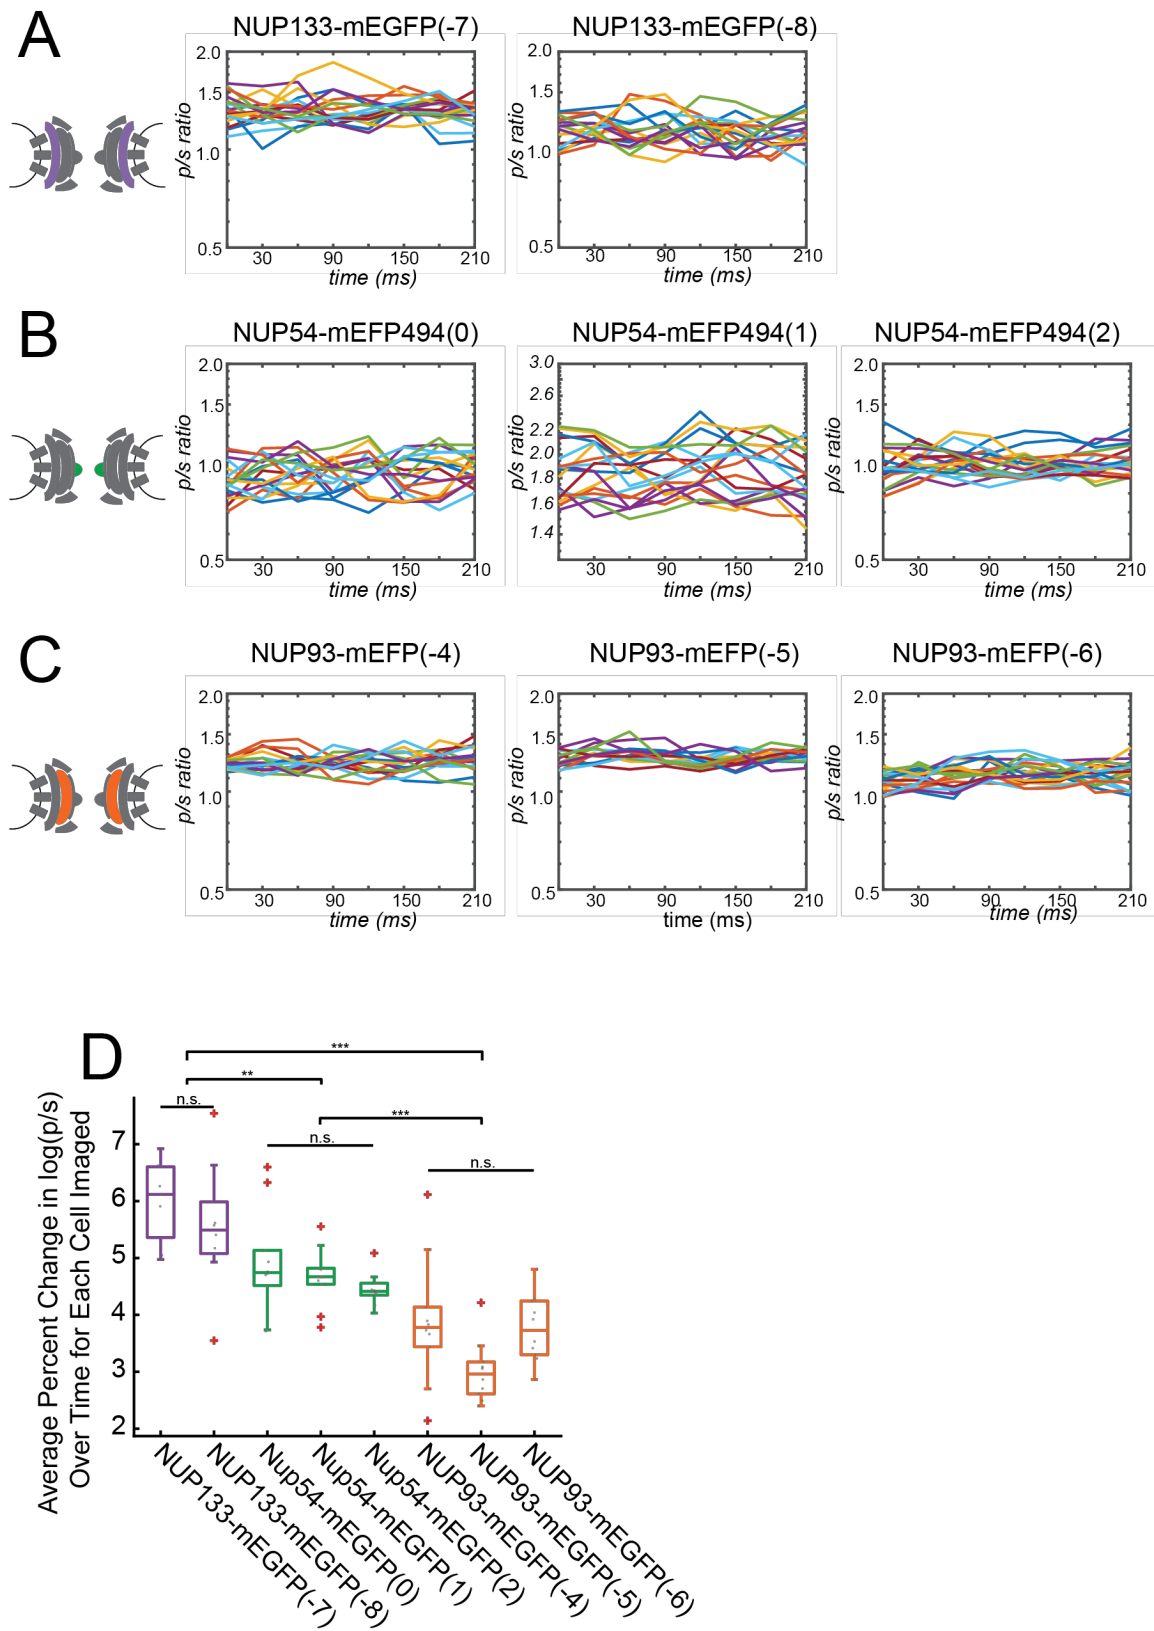 A
NUP133-mEGFP(-7)
NUP133-mEGFP(-8)
2.0
1.5
1.0
0.5
p/s ratio
30 90 150 210
time (ms)
2.0
1.5
1.0
0.5
p/s ratio
30 90 150 210
time (ms)
B
NUP54-mEFP494(0)
NUP54-mEFP494(1)
NUP54-mEFP494(2)
2.0
1.5
1.0
0.5
p/s ratio
30 90 150 210
time (ms)
3.0
2.6
2.2
2.0
1.8
1.6
1.4
p/s ratio
30 90 150 210
time (ms)
2.0
1.5
1.0
0.5
p/s ratio
30 90 150 210
time (ms)
C
NUP93-mEFP(-4)
NUP93-mEFP(-5)
NUP93-mEFP(-6)
2.0
1.5
1.0
0.5
p/s ratio
30 90 150 210
time (ms)
2.0
1.5
1.0
0.5
p/s ratio
30 90 150 210
time (ms)
2.0
1.5
1.0
0.5
p/s ratio
30 90 150 210
time (ms)
D
***
**
n.s.
***
n.s.
n.s.
Average Percent Change in log(p/s)
Over Time for Each Cell Imaged
7
6
5
4
3
2
NUP133-mEGFP(-7)
NUP133-mEGFP(-8)
Nup54-mEGFP(0)
Nup54-mEGFP(1)
Nup54-mEGFP(2)
NUP93-mEGFP(-4)
NUP93-mEGFP(-5)
NUP93-mEGFP(-6)